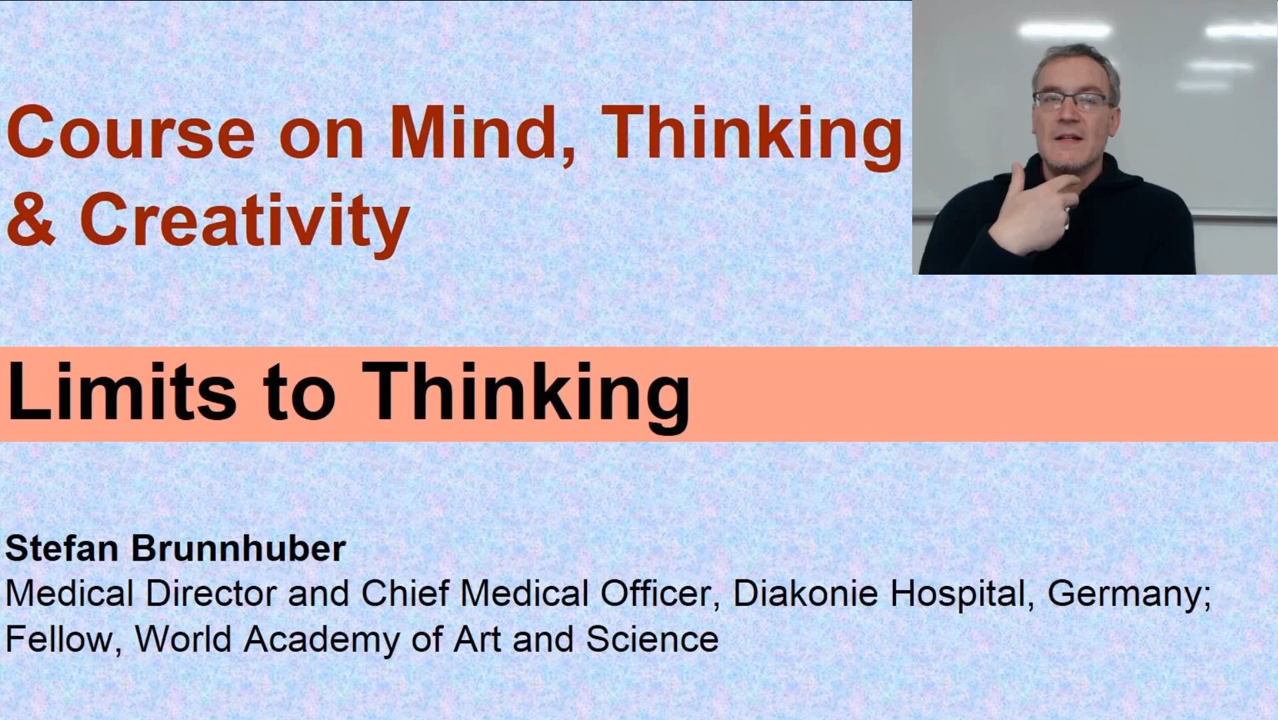 Course on Mind, Thinking
& Creativity
Limits to Thinking
Stefan Brunnhuber
Medical Director and Chief Medical Officer, Diakonie Hospital, Germany;
Fellow, World Academy of Art and Science